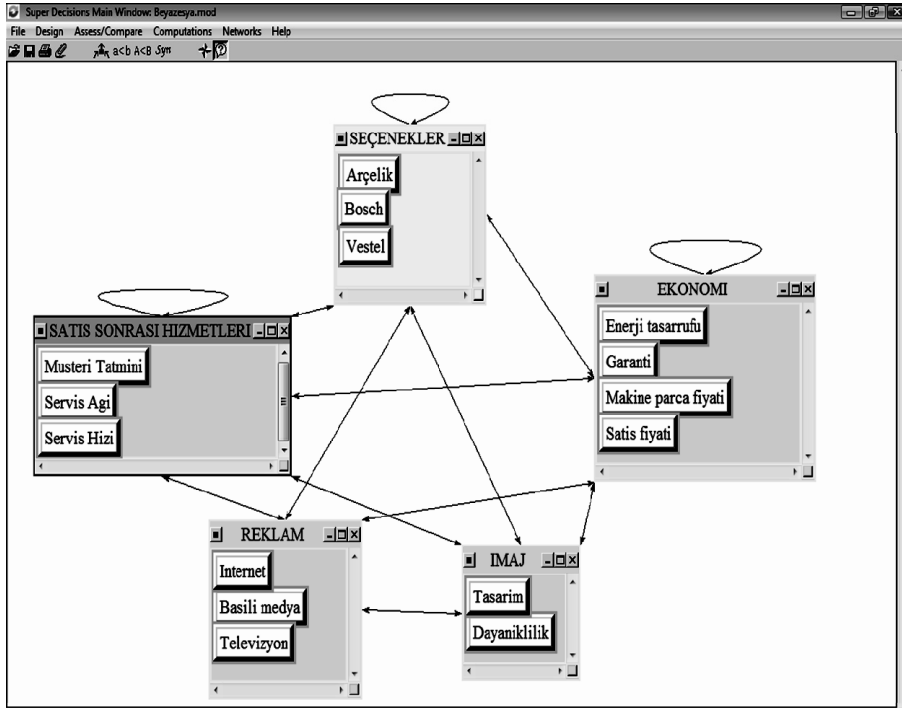 Super Decisions Main Window: Beyazesya.mod
File Design Assess/Compare Computations Networks Help
a<b A<B Syn
SEÇENEKLER
Arçelik
Bosch
Vestel
EKONOMI
Enerji tasarrufu
Garanti
Makine parca fiyati
Satis fiyati
SATIS SONRASI HIZMETLERI
Musteri Tatmini
Servis Agi
Servis Hizi
REKLAM
Internet
Basili medya
Televizyon
IMAJ
Tasarim
Dayaniklilik